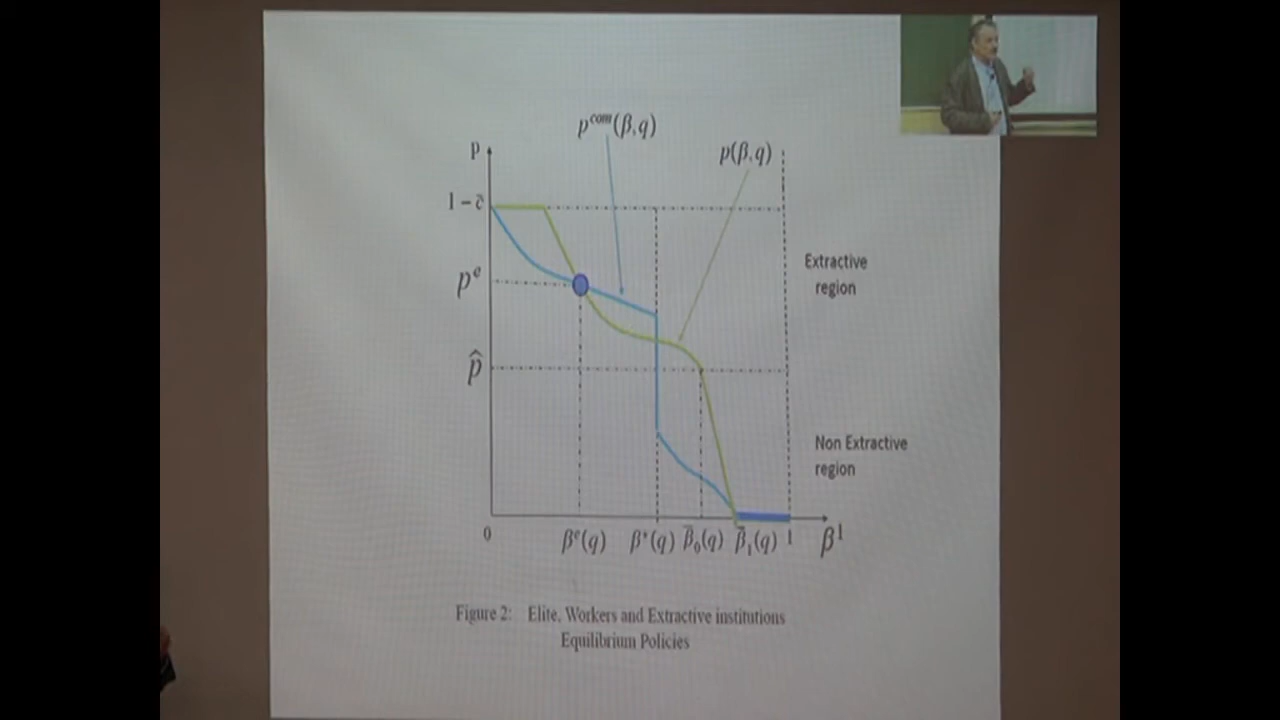 p^com(β,q)
p(β,q)
p
1 − c̄
p^e
p̂
Extractive
region
Non Extractive
region
0
β^e(q)
β*(q)
β̄₀(q)
β̄₁(q)
1
β¹
Figure 2: Elite, Workers and Extractive institutions
Equilibrium Policies